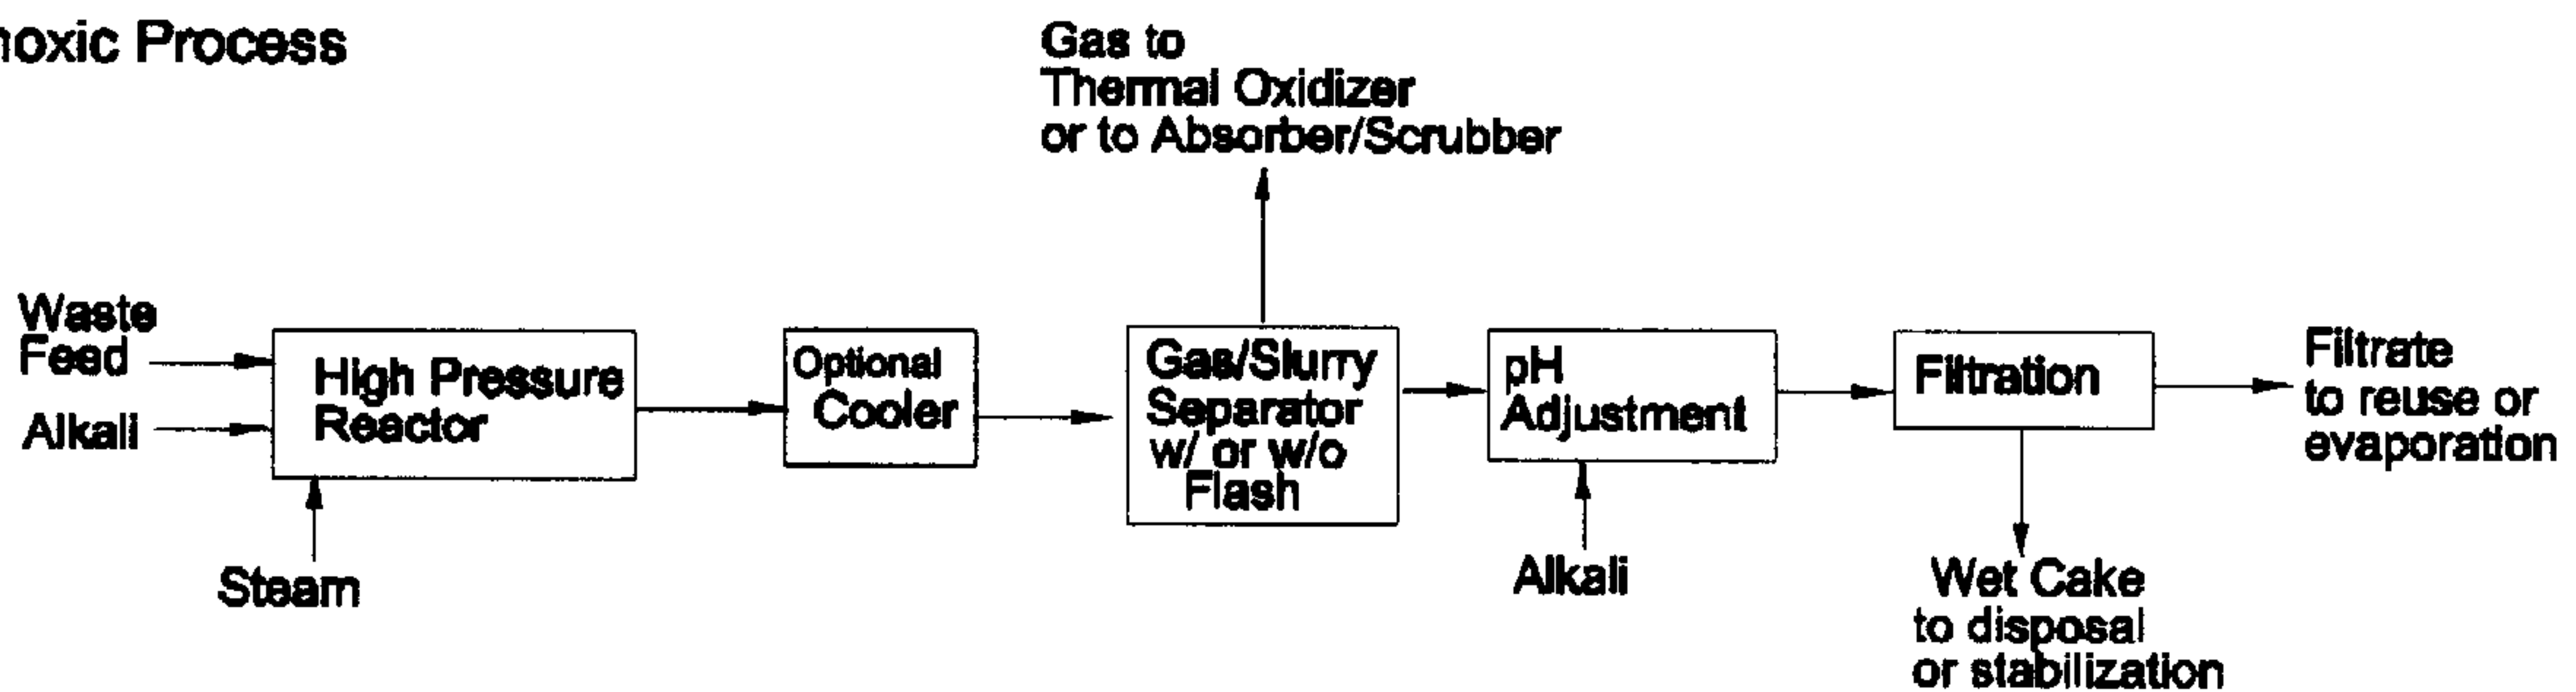 noxic Process
Gas to
Thermal Oxidizer
or to Absorber/Scrubber
Waste
Feed
Alkali
Steam
High Pressure
Reactor
Optional
Cooler
Gas/Slurry
Separator
w/ or w/o
Flash
pH
Adjustment
Alkali
Filtration
Filtrate
to reuse or
evaporation
Wet Cake
to disposal
or stabilization